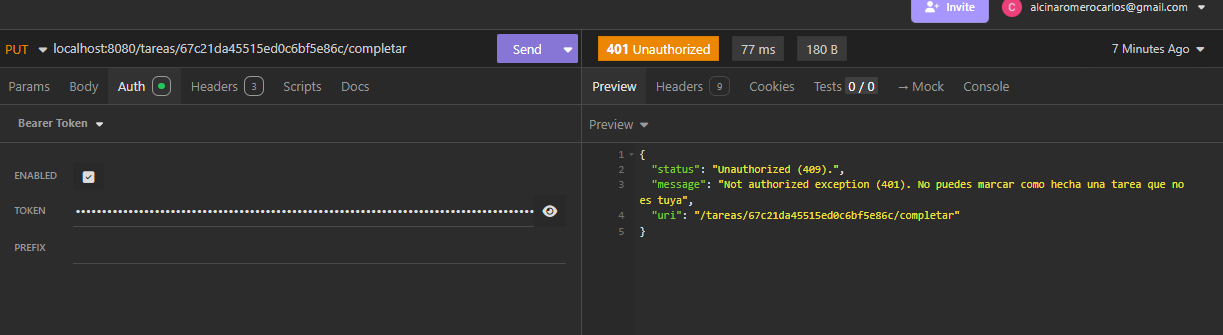 Invite
C alcinaromerocarlos@gmail.com
PUT localhost:8080/tareas/67c21da45515ed0c6bf5e86c/completar Send
401 Unauthorized 77 ms 180 B 7 Minutes Ago
Params Body Auth Headers 3 Scripts Docs
Preview Headers 9 Cookies Tests 0 / 0 → Mock Console
Bearer Token
Preview
ENABLED
TOKEN ••••••••••••••••••••••••••••••••••••••••••••••••••••••••••••••••••••••••••••••••••••••••
PREFIX
1 {
2 "status": "Unauthorized (409).",
3 "message": "Not authorized exception (401). No puedes marcar como hecha una tarea que no
es tuya",
4 "uri": "/tareas/67c21da45515ed0c6bf5e86c/completar"
5 }